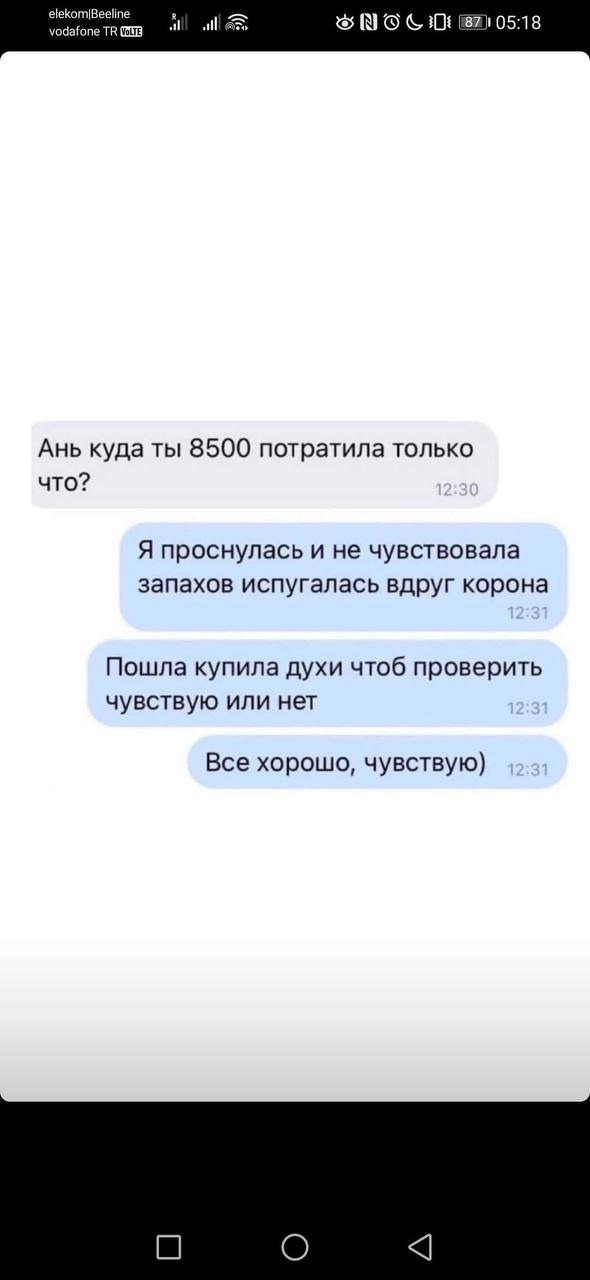 elekom|Beeline
vodafone TR VoLTE
R
87 05:18
Ань куда ты 8500 потратила только
что?
12:30
Я проснулась и не чувствовала
запахов испугалась вдруг корона
12:31
Пошла купила духи чтоб проверить
чувствую или нет
12:31
Все хорошо, чувствую)
12:31